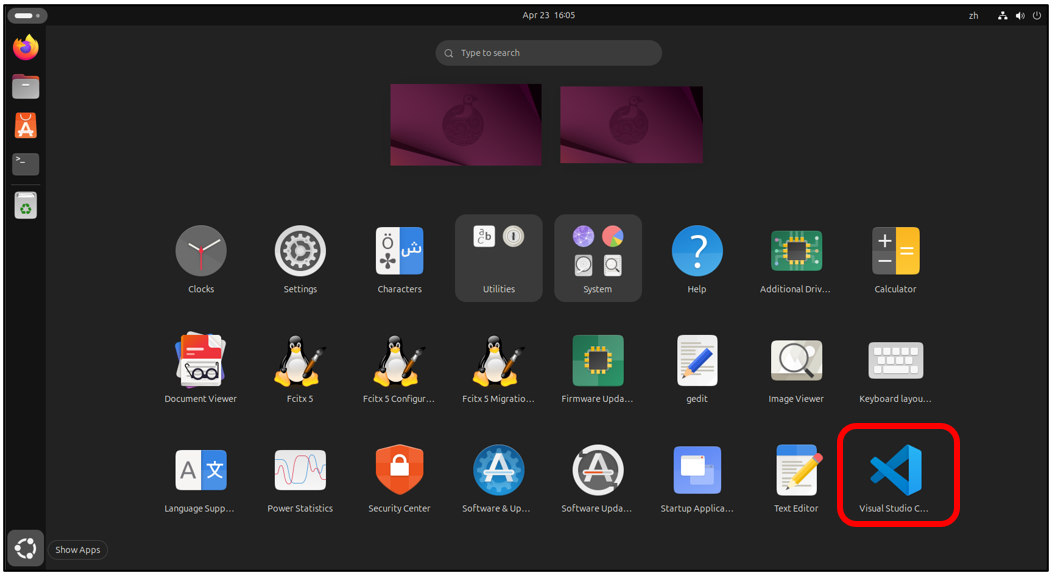 Apr 23 16:05
zh
Type to search
Clocks
Settings
Characters
Utilities
System
Help
Additional Driv...
Calculator
Document Viewer
Fcitx 5
Fcitx 5 Configur...
Fcitx 5 Migratio...
Firmware Upda...
gedit
Image Viewer
Keyboard layou...
Language Supp...
Power Statistics
Security Center
Software & Up...
Software Upda...
Startup Applica...
Text Editor
Visual Studio C...
Show Apps